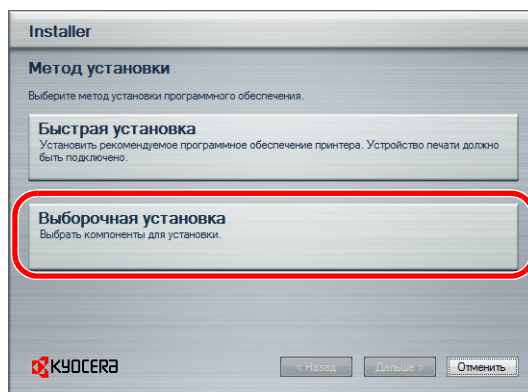 Installer
Метод установки
Выберите метод установки программного обеспечения.
Быстрая установка
Установить рекомендуемое программное обеспечение принтера. Устройство печати должно
быть подключено.
Выборочная установка
Выбрать компоненты для установки.
KYOCERA
< Назад
Дальше >
Отменить